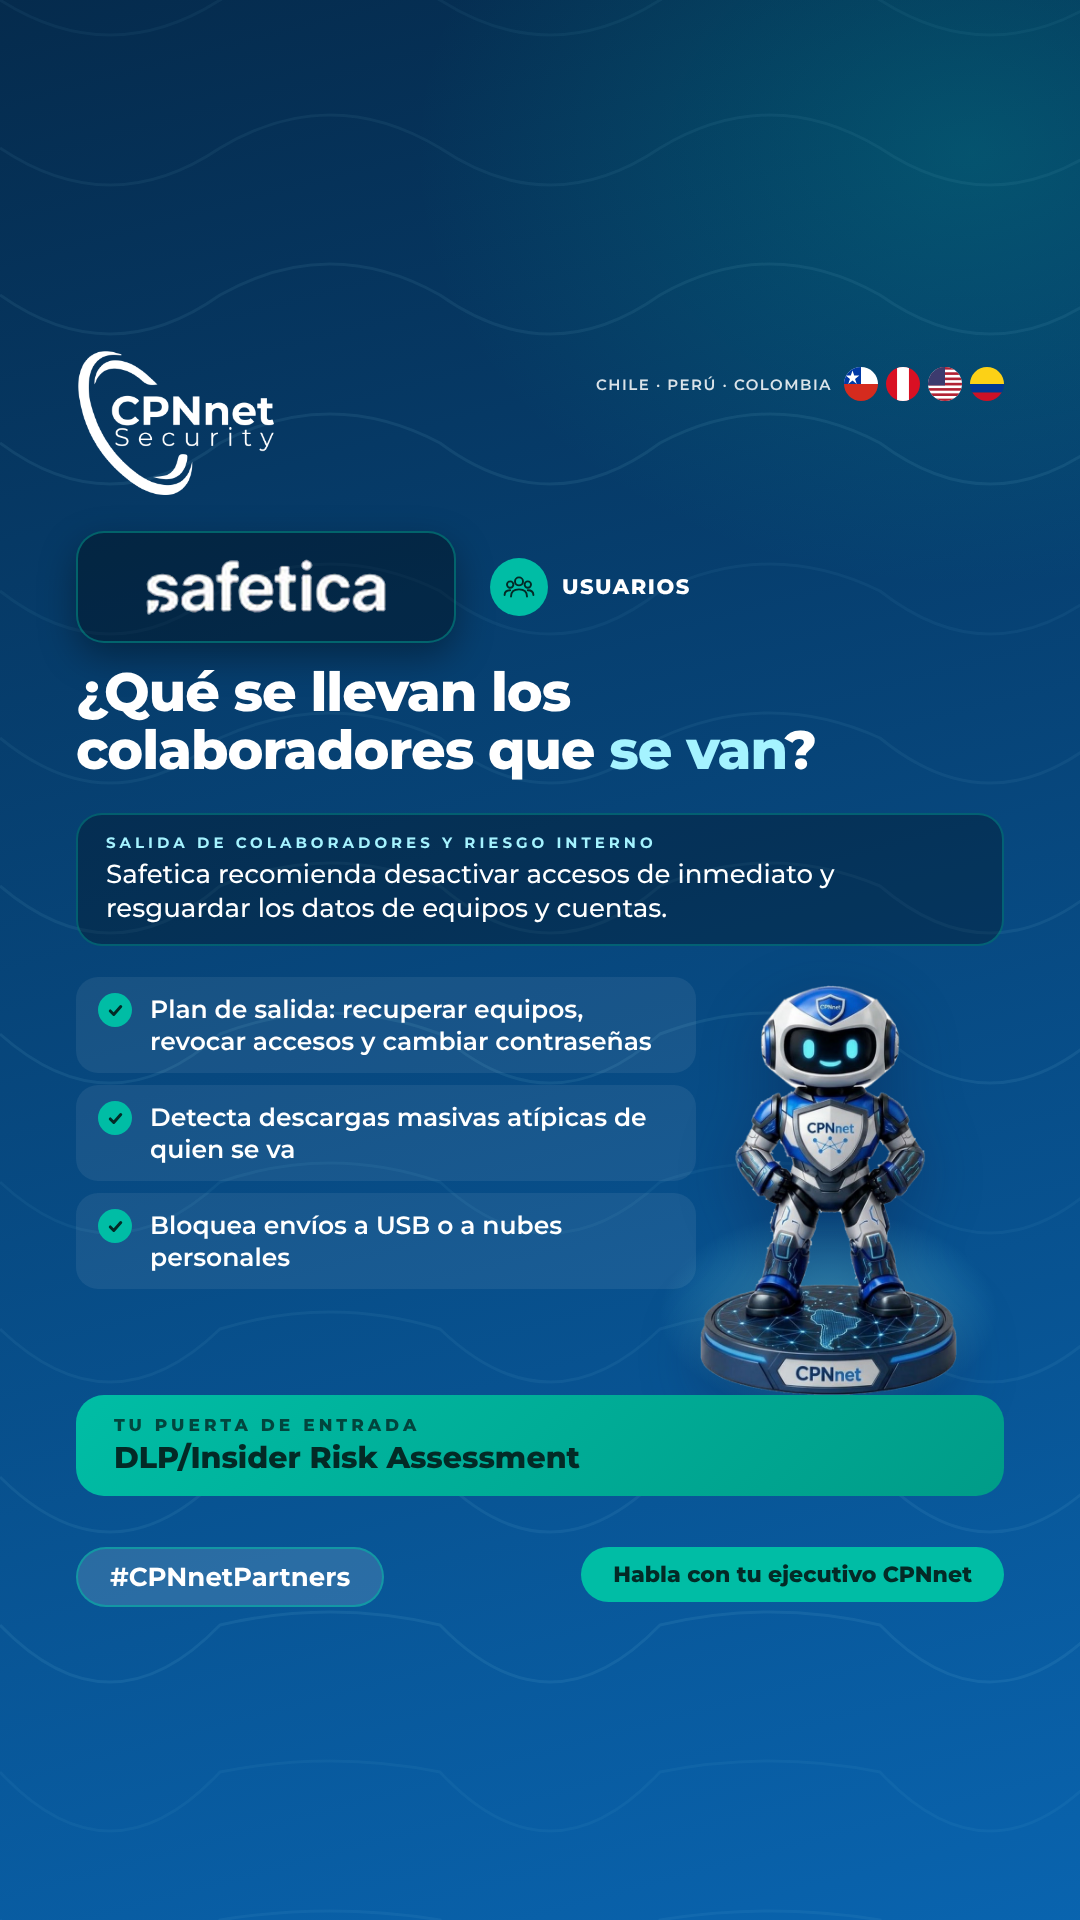 CPNnet
Security
CHILE · PERÚ · COLOMBIA
safetica
USUARIOS
¿Qué se llevan los
colaboradores que se van?
SALIDA DE COLABORADORES Y RIESGO INTERNO
Safetica recomienda desactivar accesos de inmediato y
resguardar los datos de equipos y cuentas.
Plan de salida: recuperar equipos,
revocar accesos y cambiar contraseñas
Detecta descargas masivas atípicas de
quien se va
Bloquea envíos a USB o a nubes
personales
CPNnet
CPNnet
CPNnet
TU PUERTA DE ENTRADA
DLP/Insider Risk Assessment
#CPNnetPartners
Habla con tu ejecutivo CPNnet